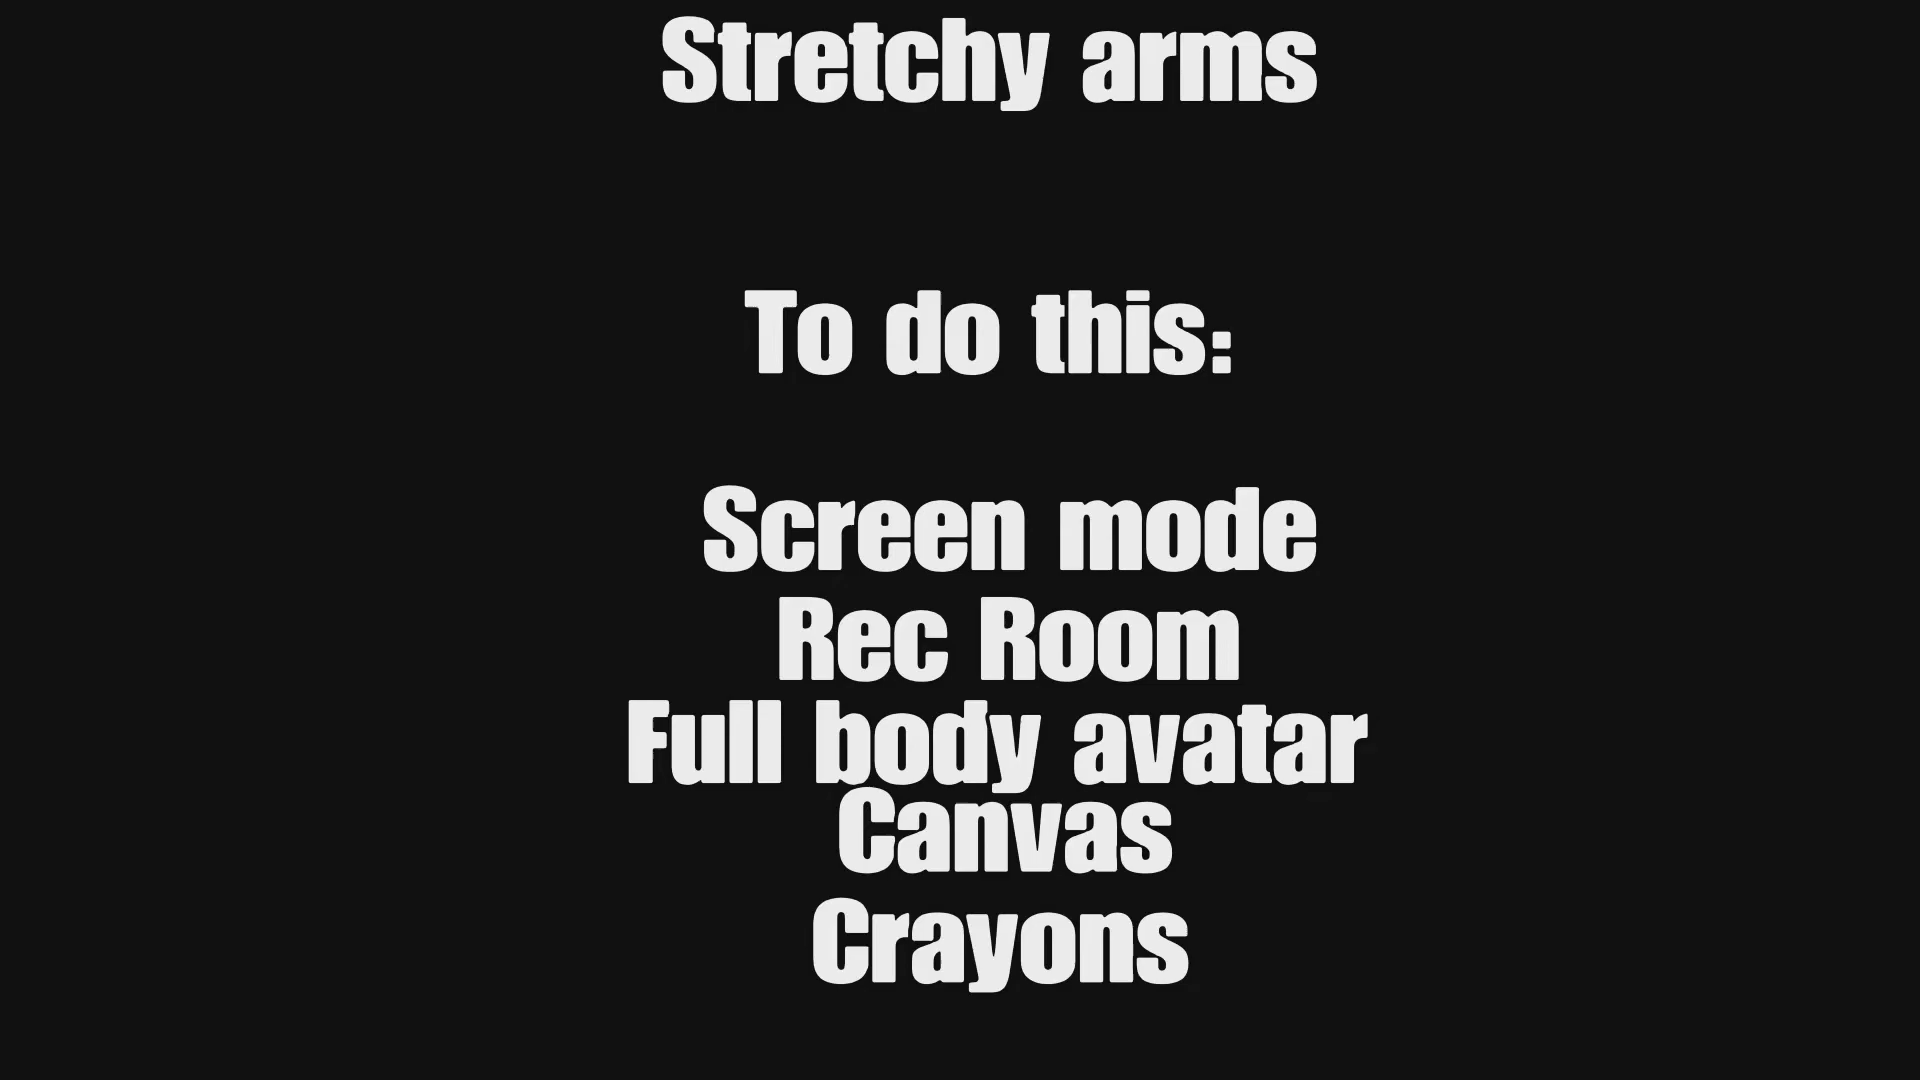 Stretchy arms
To do this:
Screen mode
Rec Room
Full body avatar
Canvas
Crayons